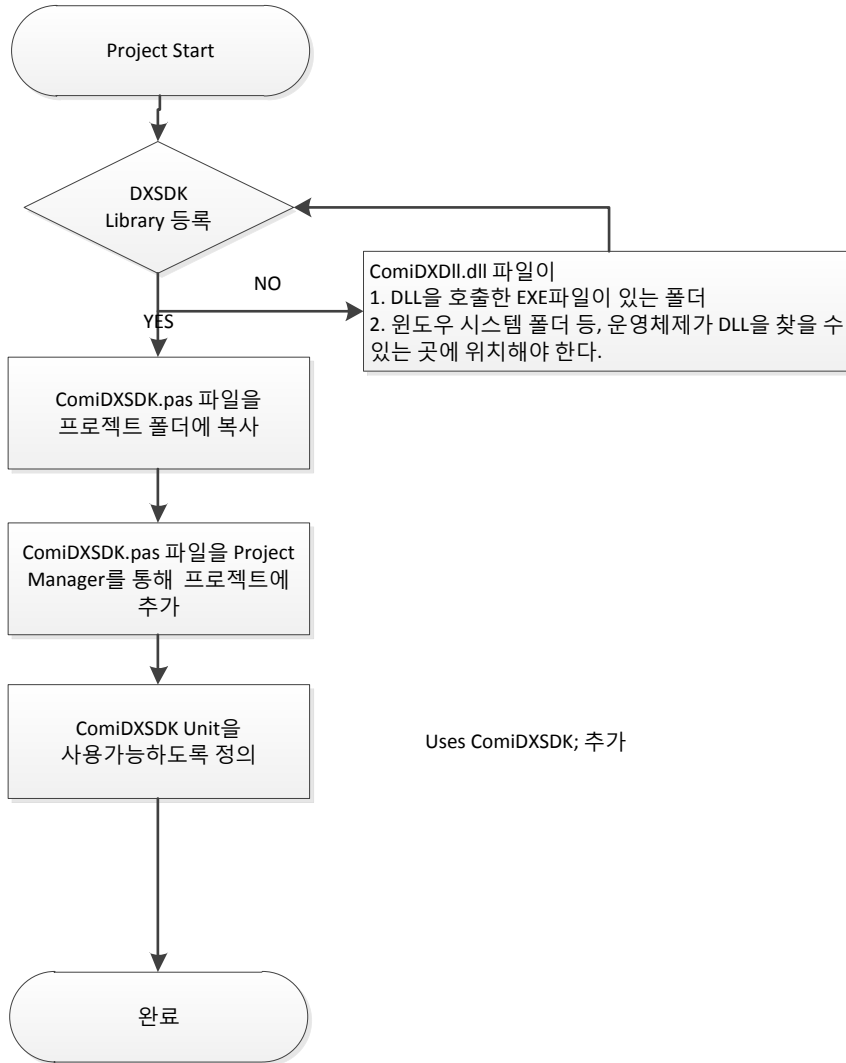 Project Start
DXSDK
Library 등록
NO
YES
ComiDXDll.dll 파일이
1. DLL을 호출한 EXE파일이 있는 폴더
2. 윈도우 시스템 폴더 등, 운영체제가 DLL을 찾을 수
있는 곳에 위치해야 한다.
ComiDXSDK.pas 파일을
프로젝트 폴더에 복사
ComiDXSDK.pas 파일을 Project
Manager를 통해 프로젝트에
추가
ComiDXSDK Unit을
사용가능하도록 정의
Uses ComiDXSDK; 추가
완료